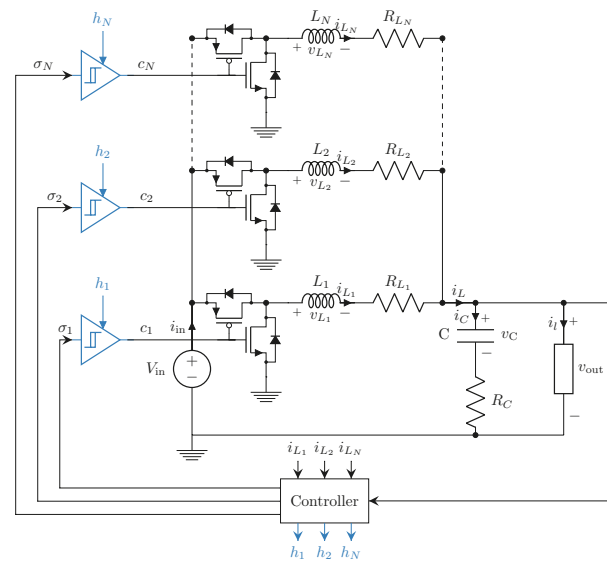 h_N L_N i_{L_N} R_{L_N}
σ_N c_N + v_{L_N} −
h_2 L_2 i_{L_2} R_{L_2}
σ_2 c_2 + v_{L_2} −
h_1 L_1 i_{L_1} R_{L_1} i_L
σ_1 c_1 i_in + v_{L_1} − C i_C + v_C i_l +
V_in + − − v_out
R_C −
i_{L_1} i_{L_2} i_{L_N}
Controller
h_1 h_2 h_N